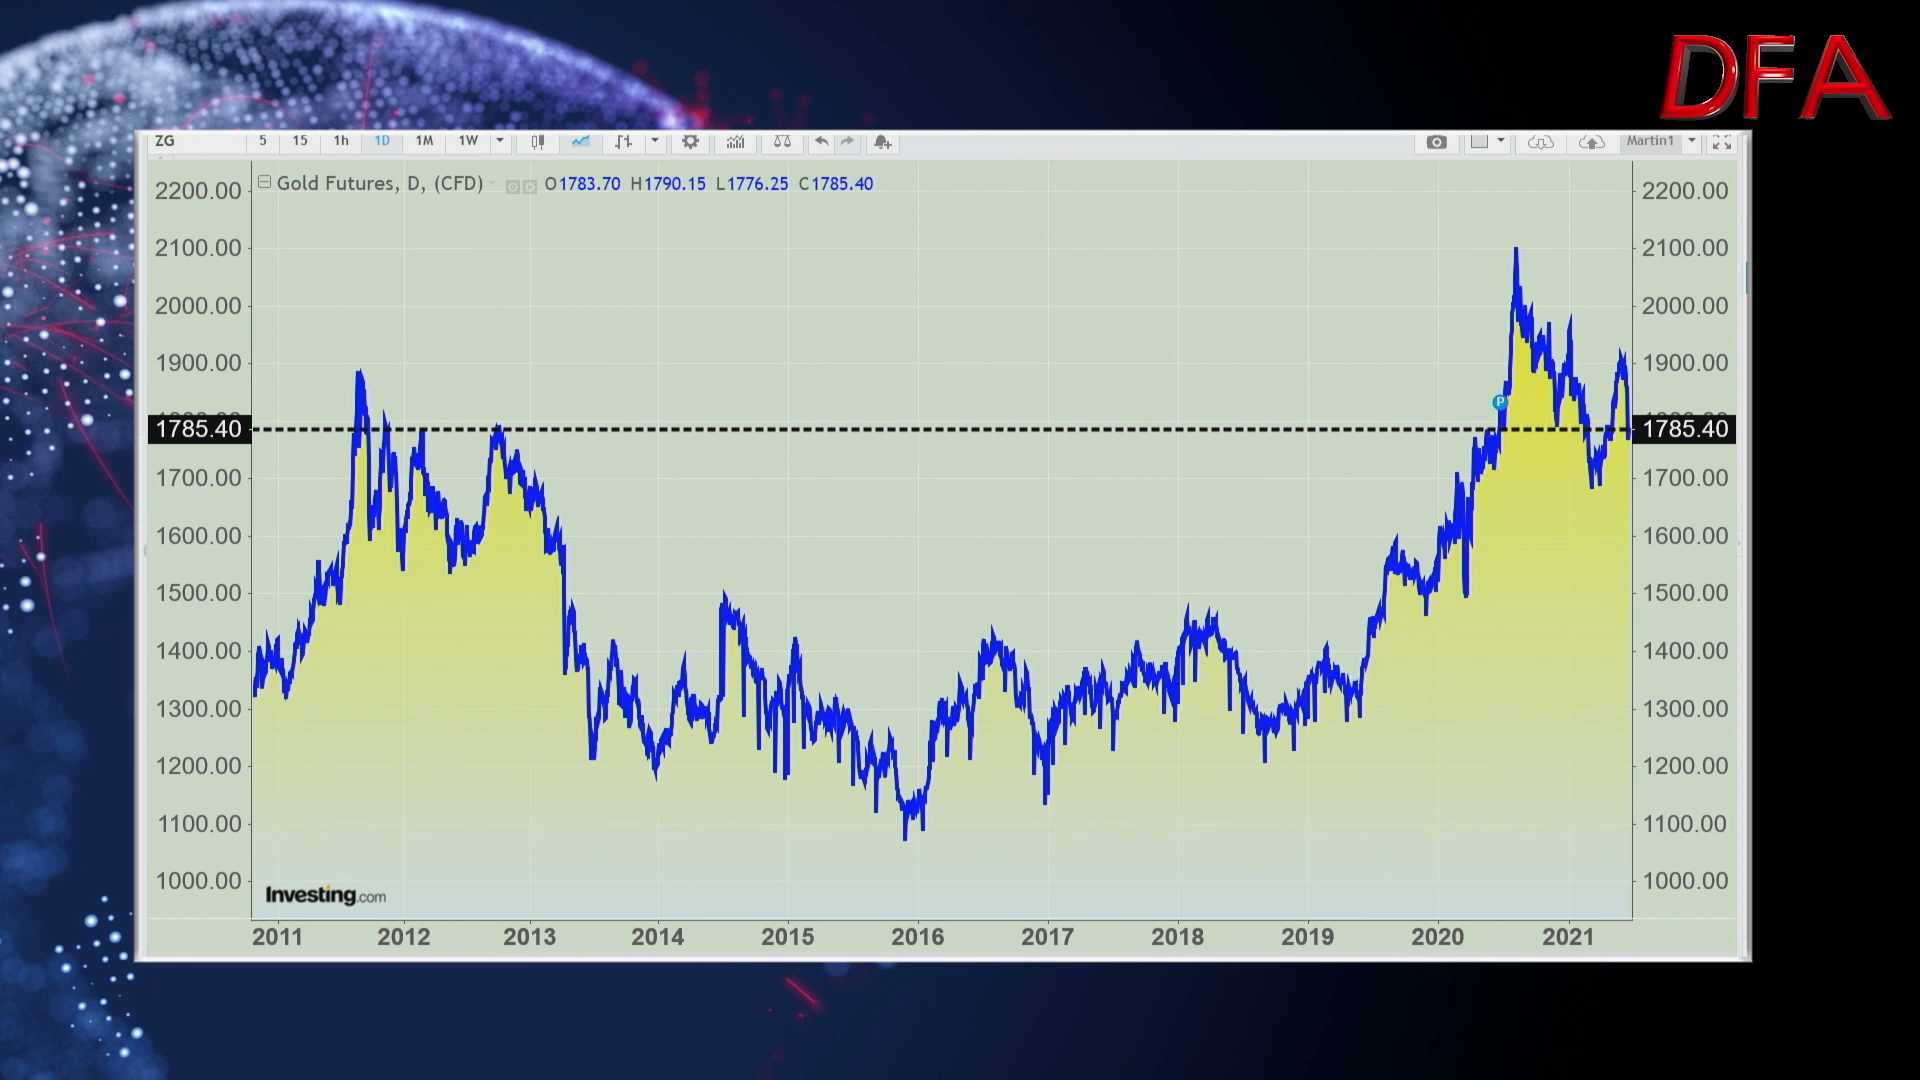 DFA
ZG 5 15 1h 1D 1M 1W Martin1
Gold Futures, D, (CFD) O1783.70 H1790.15 L1776.25 C1785.40
2200.00 2200.00
2100.00 2100.00
2000.00 2000.00
1900.00 1900.00
P
1785.40 1785.40
1700.00 1700.00
1600.00 1600.00
1500.00 1500.00
1400.00 1400.00
1300.00 1300.00
1200.00 1200.00
1100.00 1100.00
1000.00 1000.00
Investing.com
2011 2012 2013 2014 2015 2016 2017 2018 2019 2020 2021